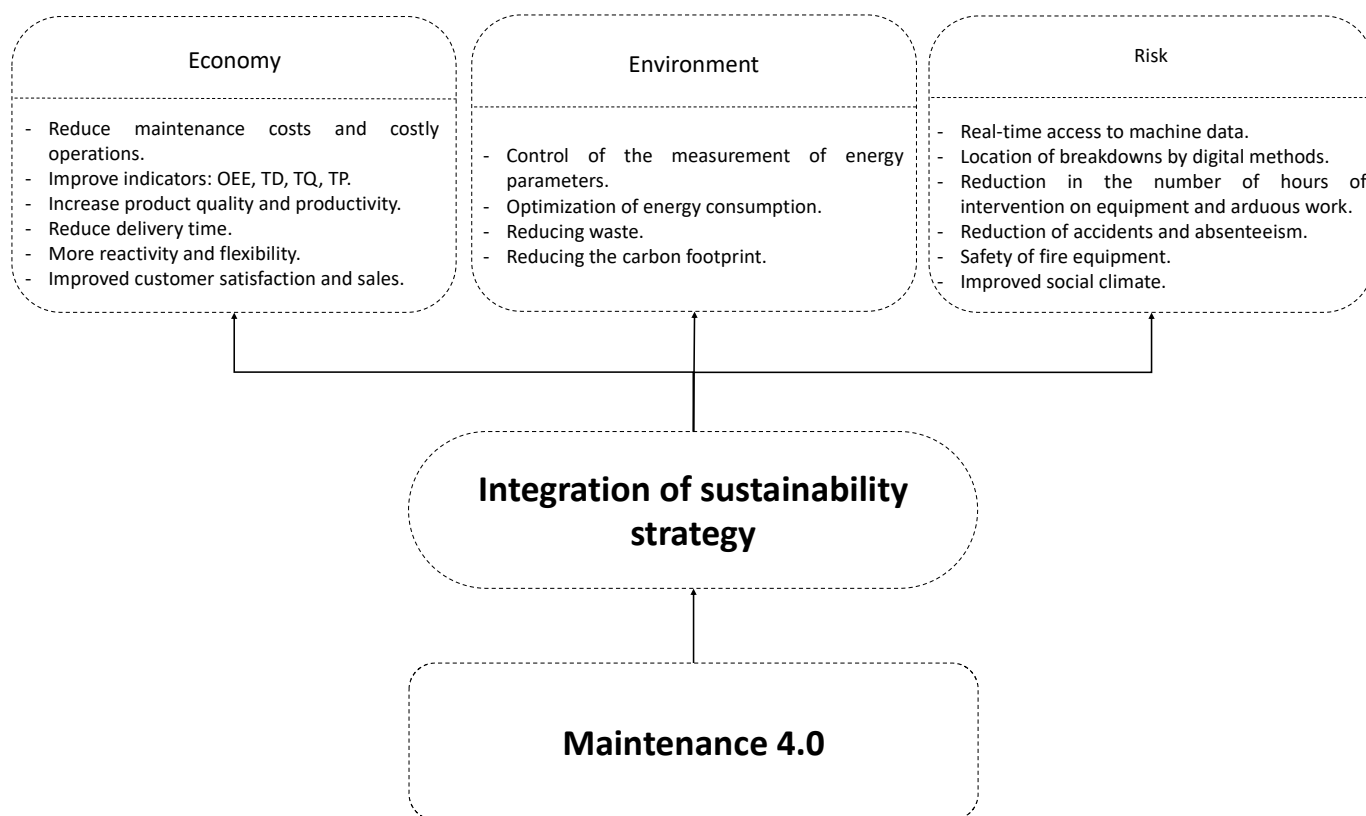 Economy
- Reduce maintenance costs and costly
operations.
- Improve indicators: OEE, TD, TQ, TP.
- Increase product quality and productivity.
- Reduce delivery time.
- More reactivity and flexibility.
- Improved customer satisfaction and sales.
Environment
- Control of the measurement of energy
parameters.
- Optimization of energy consumption.
- Reducing waste.
- Reducing the carbon footprint.
Risk
- Real-time access to machine data.
- Location of breakdowns by digital methods.
- Reduction in the number of hours of
intervention on equipment and arduous work.
- Reduction of accidents and absenteeism.
- Safety of fire equipment.
- Improved social climate.
Integration of sustainability
strategy
Maintenance 4.0